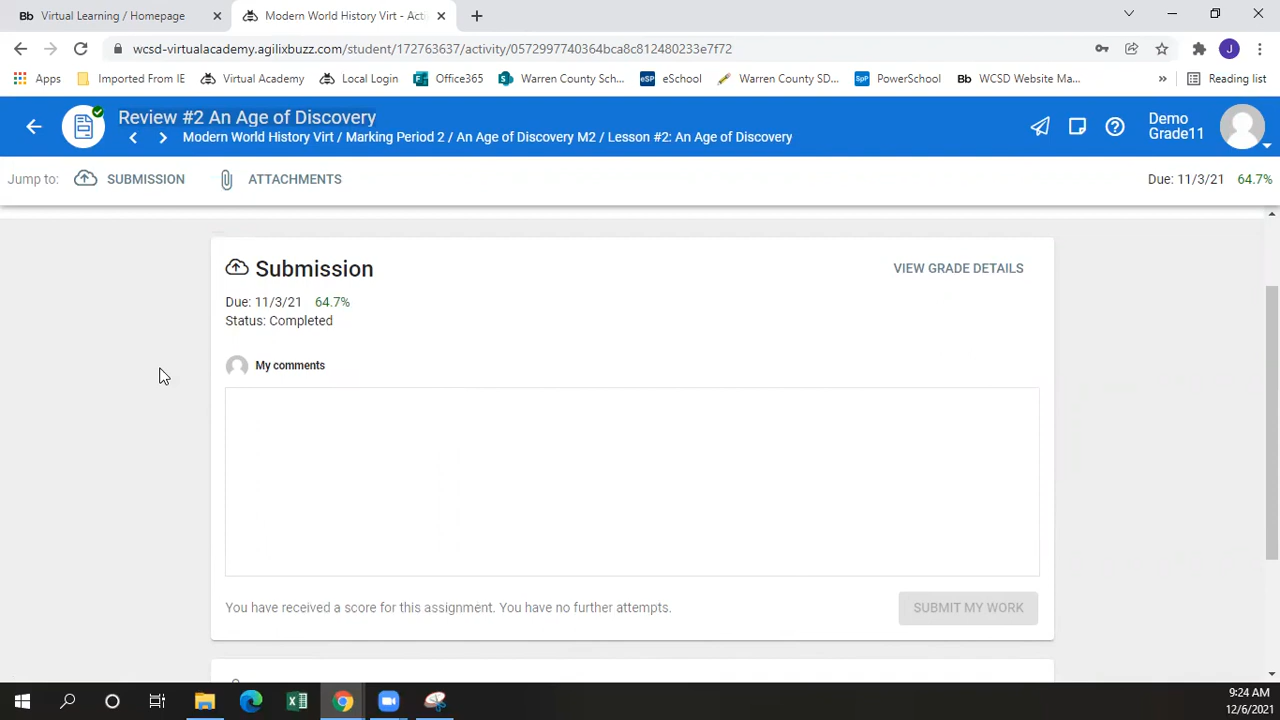 Bb Virtual Learning / Homepage
Modern World History Virt - Acti
wcsd-virtualacademy.agilixbuzz.com/student/172763637/activity/0572997740364bca8c812480233e7f72
J
Apps
Imported From IE
Virtual Academy
Local Login
Office365
Warren County Sch...
eSP eSchool
Warren County SD...
SpP PowerSchool
Bb WCSD Website Ma...
»
Reading list
Review #2 An Age of Discovery
Modern World History Virt / Marking Period 2 / An Age of Discovery M2 / Lesson #2: An Age of Discovery
Demo
Grade11
Jump to:
SUBMISSION
ATTACHMENTS
Due: 11/3/21 64.7%
Submission
VIEW GRADE DETAILS
Due: 11/3/21 64.7%
Status: Completed
My comments
You have received a score for this assignment. You have no further attempts.
SUBMIT MY WORK
9:24 AM
12/6/2021